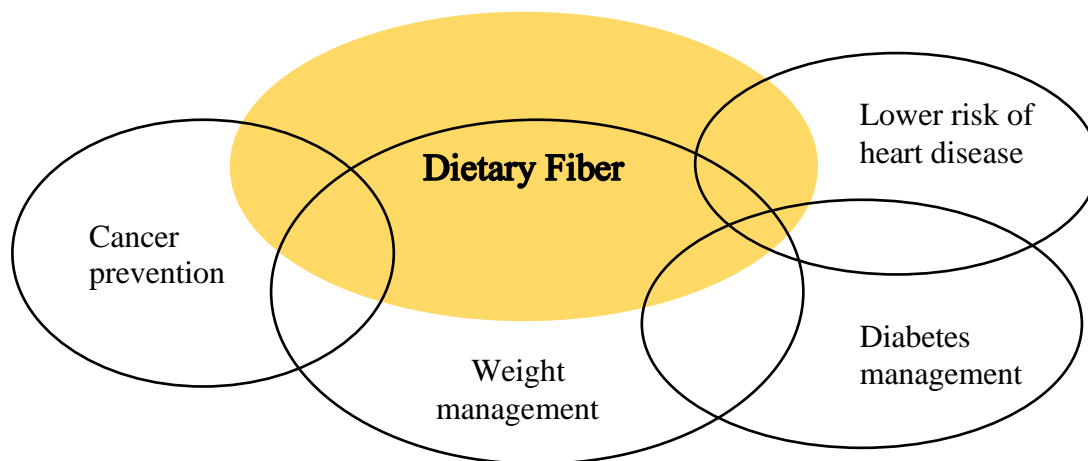 Dietary Fiber
Lower risk of
heart disease
Cancer
prevention
Weight
management
Diabetes
management